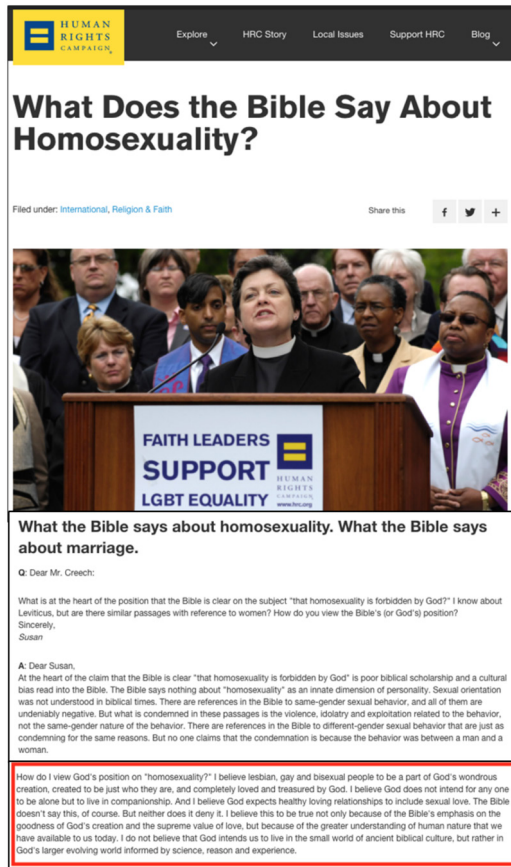 HUMAN
RIGHTS
CAMPAIGN
Explore
HRC Story
Local Issues
Support HRC
Blog
What Does the Bible Say About
Homosexuality?
Filed under: International, Religion & Faith
Share this
FAITH LEADERS
SUPPORT
LGBT EQUALITY
HUMAN
RIGHTS
CAMPAIGN
www.hrc.org
What the Bible says about homosexuality. What the Bible says
about marriage.
Q: Dear Mr. Creech:
What is at the heart of the position that the Bible is clear on the subject "that homosexuality is forbidden by God?" I know about
Leviticus, but are there similar passages with reference to women? How do you view the Bible's (or God's) position?
Sincerely,
Susan
A: Dear Susan,
At the heart of the claim that the Bible is clear "that homosexuality is forbidden by God" is poor biblical scholarship and a cultural
bias read into the Bible. The Bible says nothing about "homosexuality" as an innate dimension of personality. Sexual orientation
was not understood in biblical times. There are references in the Bible to same-gender sexual behavior, and all of them are
undeniably negative. But what is condemned in these passages is the violence, idolatry and exploitation related to the behavior,
not the same-gender nature of the behavior. There are references in the Bible to different-gender sexual behavior that are just as
condemning for the same reasons. But no one claims that the condemnation is because the behavior was between a man and a
woman.
How do I view God's position on "homosexuality?" I believe lesbian, gay and bisexual people to be a part of God's wondrous
creation, created to be just who they are, and completely loved and treasured by God. I believe God does not intend for any one
to be alone but to live in companionship. And I believe God expects healthy loving relationships to include sexual love. The Bible
doesn't say this, of course. But neither does it deny it. I believe this to be true not only because of the Bible's emphasis on the
goodness of God's creation and the supreme value of love, but because of the greater understanding of human nature that we
have available to us today. I do not believe that God intends us to live in the small world of ancient biblical culture, but rather in
God's larger evolving world informed by science, reason and experience.